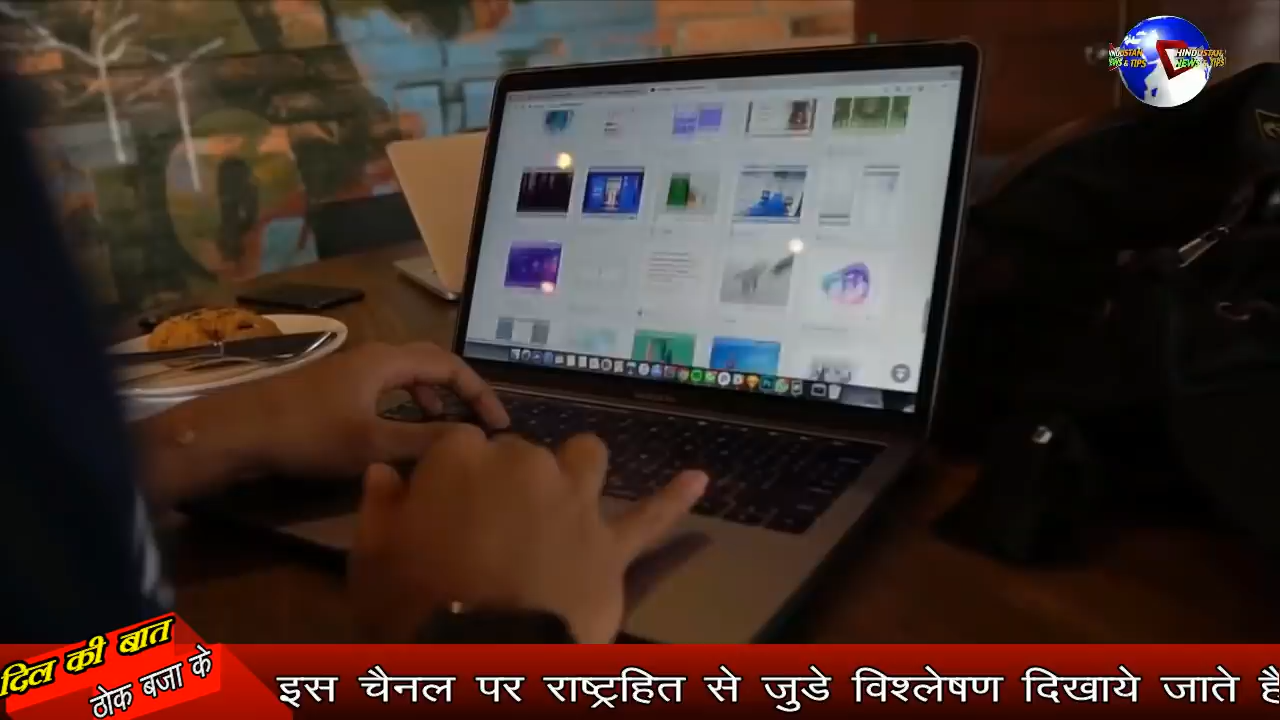 HINDUSTAN
NEWS & TIPS
दिल की बात
ठोक बजा के
इस चैनल पर राष्ट्रहित से जुडे विश्लेषण दिखाये जाते है